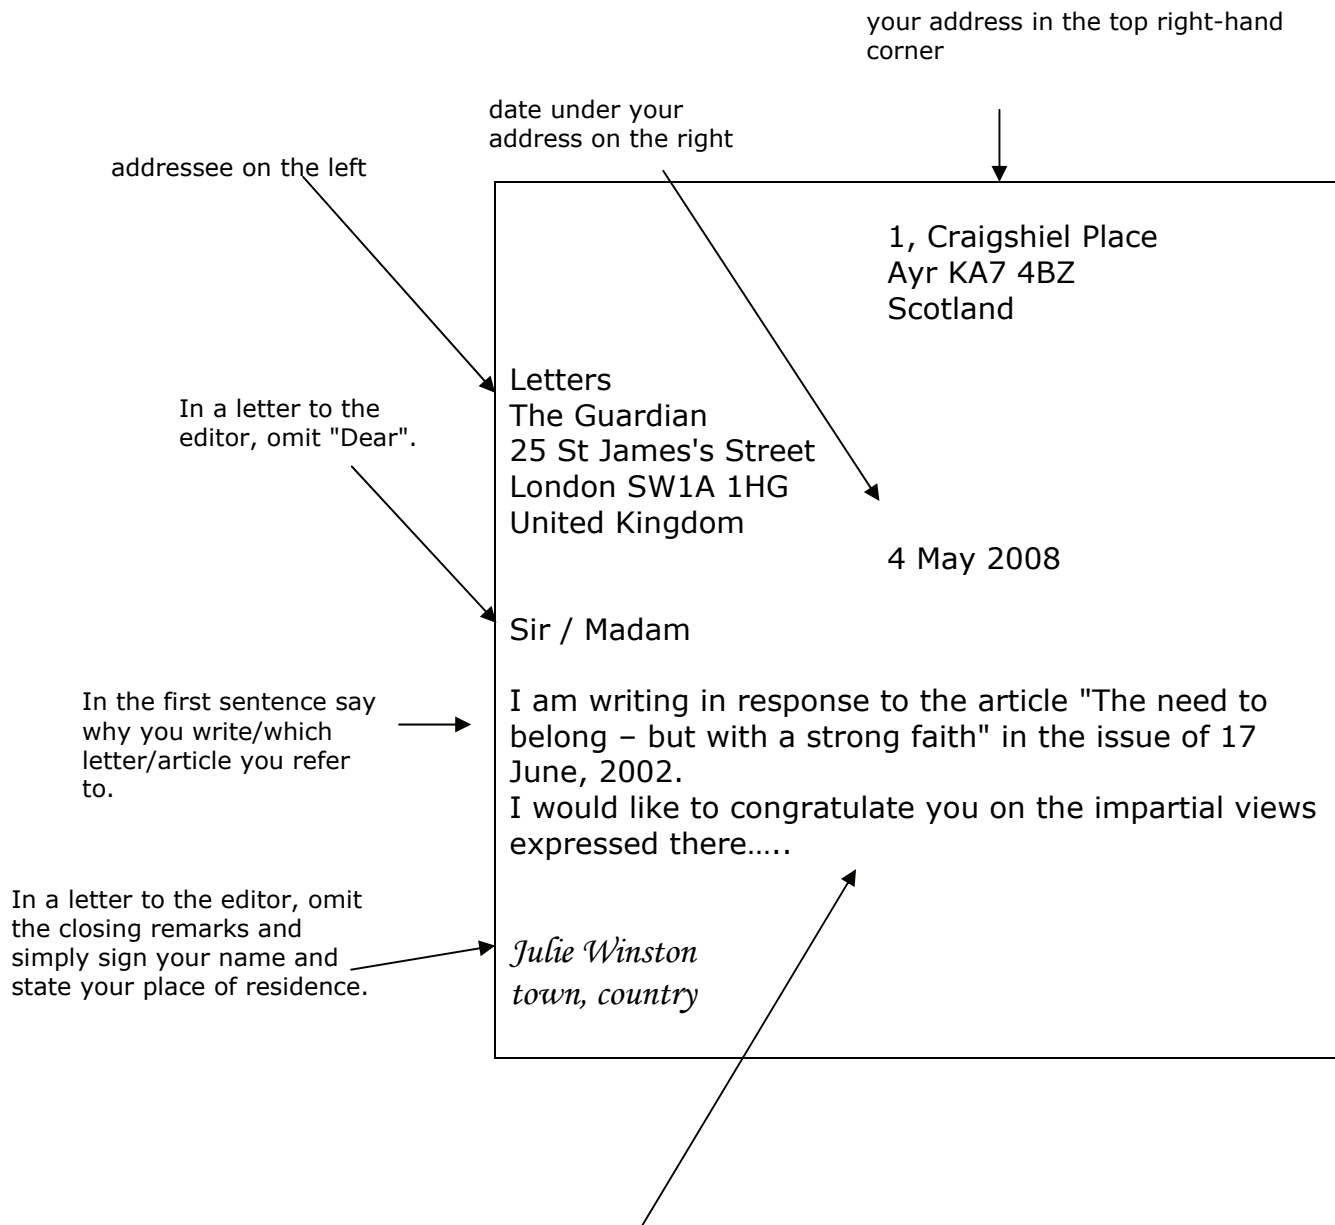 your address in the top right-hand
corner
date under your
address on the right
addressee on the left
1, Craigshiel Place
Ayr KA7 4BZ
Scotland
Letters
The Guardian
25 St James's Street
London SW1A 1HG
United Kingdom
In a letter to the
editor, omit "Dear".
4 May 2008
Sir / Madam
In the first sentence say
why you write/which
letter/article you refer
to.
I am writing in response to the article "The need to
belong – but with a strong faith" in the issue of 17
June, 2002.
I would like to congratulate you on the impartial views
expressed there…..
In a letter to the editor, omit
the closing remarks and
simply sign your name and
state your place of residence.
Julie Winston
town, country